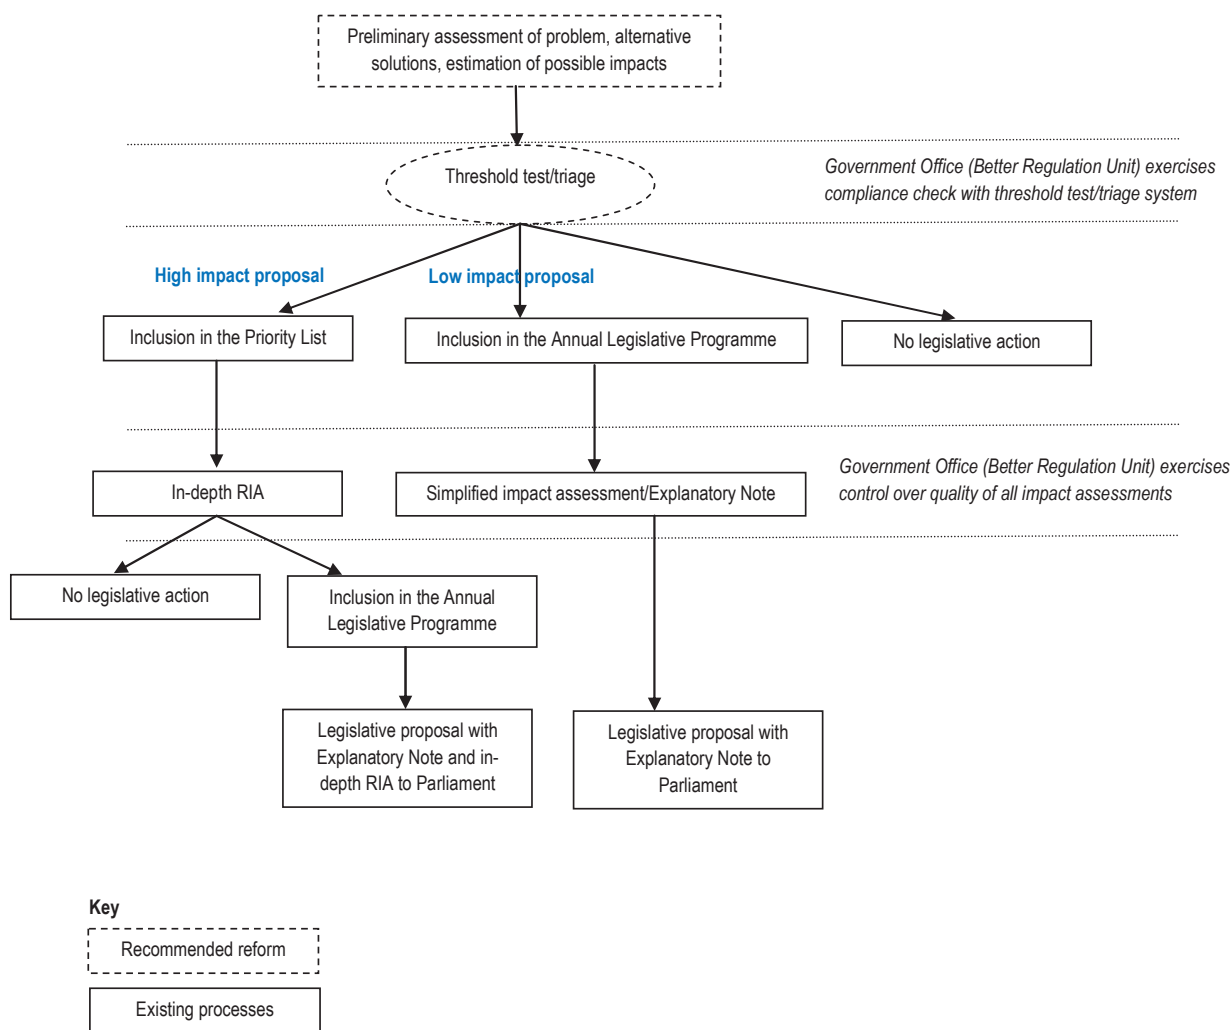 Preliminary assessment of problem, alternative
solutions, estimation of possible impacts
Threshold test/triage
Government Office (Better Regulation Unit) exercises
compliance check with threshold test/triage system
High impact proposal
Low impact proposal
Inclusion in the Priority List
Inclusion in the Annual Legislative Programme
No legislative action
In-depth RIA
Simplified impact assessment/Explanatory Note
Government Office (Better Regulation Unit) exercises
control over quality of all impact assessments
No legislative action
Inclusion in the Annual
Legislative Programme
Legislative proposal with
Explanatory Note and in-
depth RIA to Parliament
Legislative proposal with
Explanatory Note to
Parliament
Key
Recommended reform
Existing processes